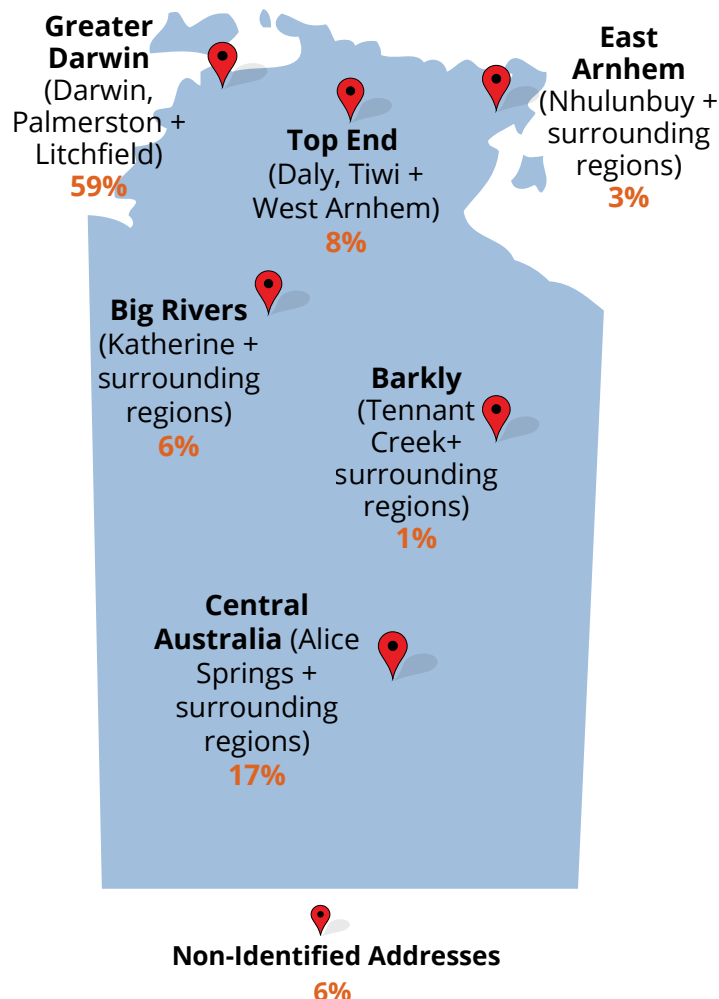 Greater
Darwin
(Darwin,
Palmerston +
Litchfield)
59%
Top End
(Daly, Tiwi +
West Arnhem)
8%
East
Arnhem
(Nhulunbuy +
surrounding
regions)
3%
Big Rivers
(Katherine +
surrounding
regions)
6%
Barkly
(Tennant
Creek+
surrounding
regions)
1%
Central
Australia (Alice
Springs +
surrounding
regions)
17%
Non-Identified Addresses
6%